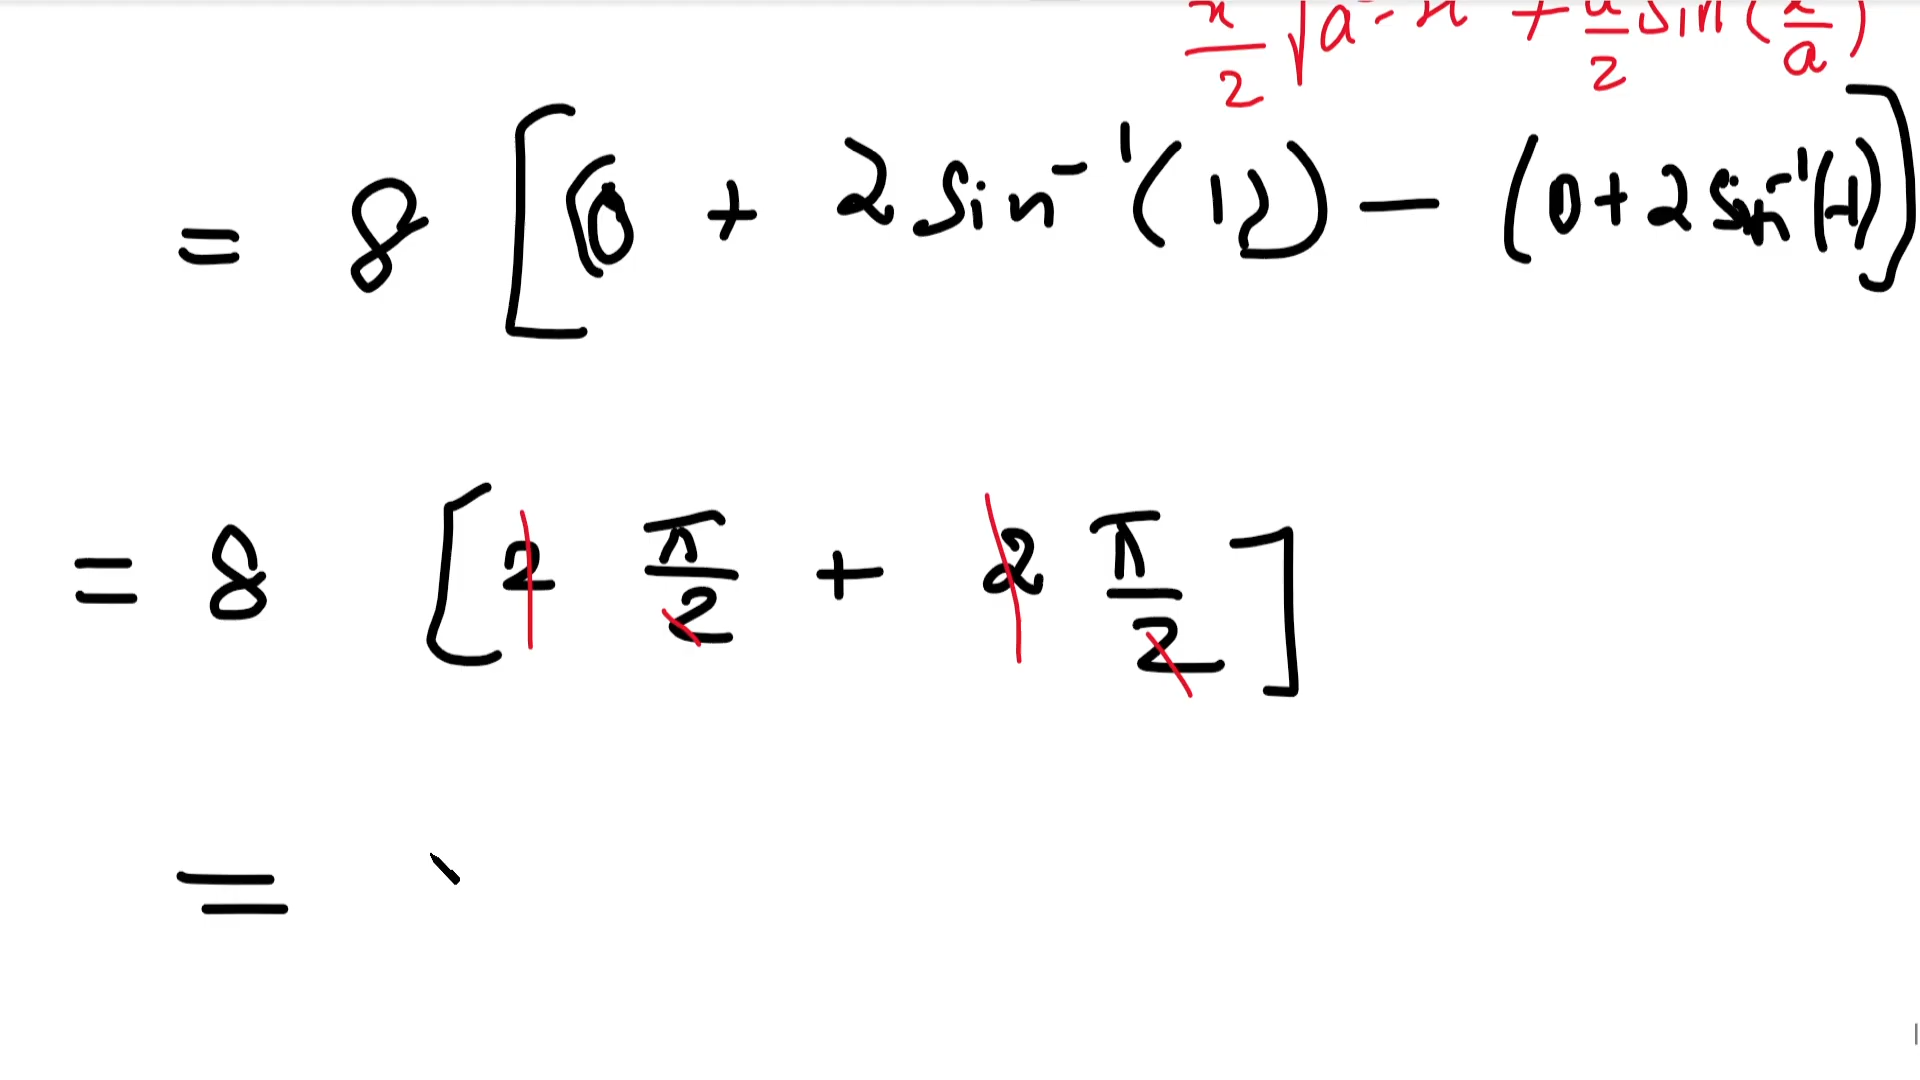 x/2 √a² - x² + a²/2 sin (x/a)
= 8 [(0 + 2 sin⁻¹(1)) - (0 + 2 sin⁻¹(-1))]
= 8 [2 π/2 + 2 π/2]
=